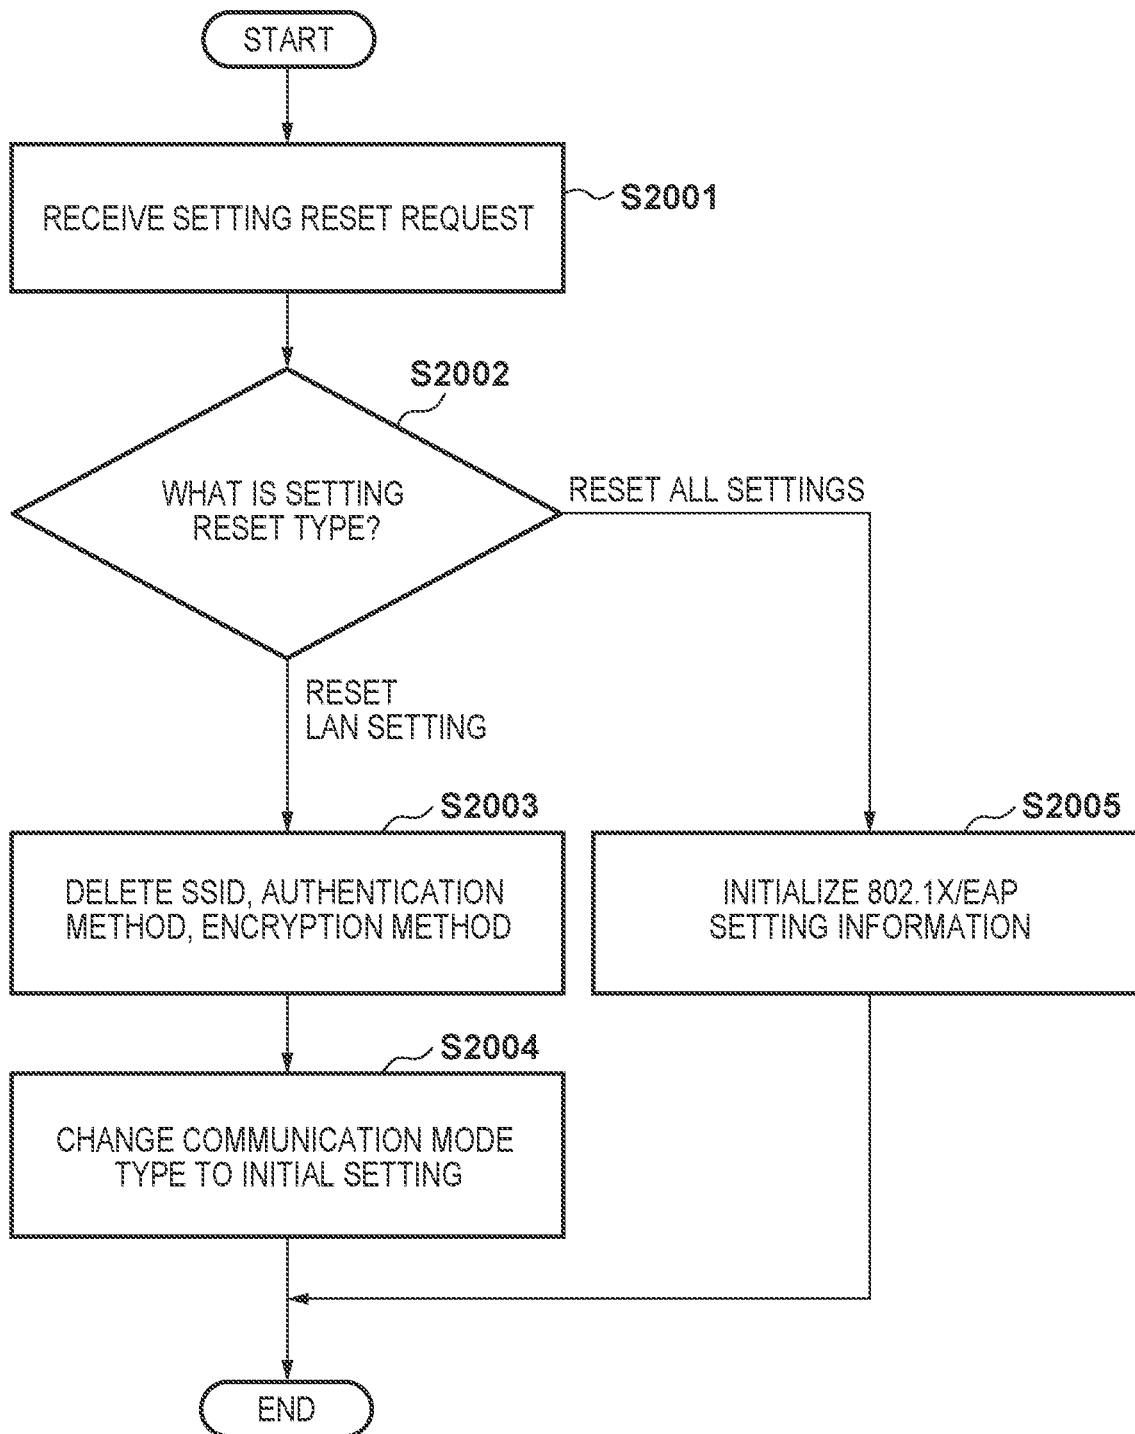 START
RECEIVE SETTING RESET REQUEST
S2001
S2002
WHAT IS SETTING
RESET TYPE?
RESET ALL SETTINGS
RESET
LAN SETTING
S2003
DELETE SSID, AUTHENTICATION
METHOD, ENCRYPTION METHOD
S2005
INITIALIZE 802.1X/EAP
SETTING INFORMATION
S2004
CHANGE COMMUNICATION MODE
TYPE TO INITIAL SETTING
END